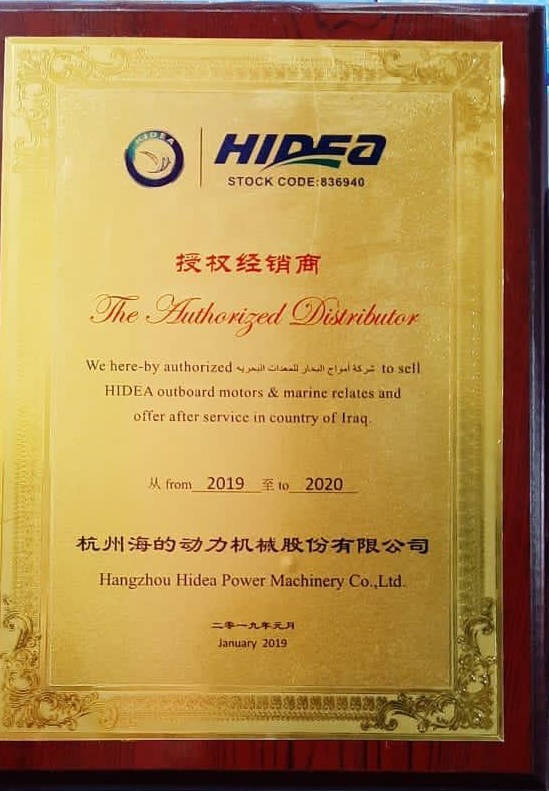 HIDEA
HIDEA
STOCK CODE:836940
授权经销商
The Authorized Distributor
We here-by authorized شركة أمواج البحار للمعدات البحريه to sell
HIDEA outboard motors & marine relates and
offer after service in country of Iraq.
从 from 2019 至 to 2020
杭州海的动力机械股份有限公司
Hangzhou Hidea Power Machinery Co.,Ltd.
二零一九年元月
January 2019